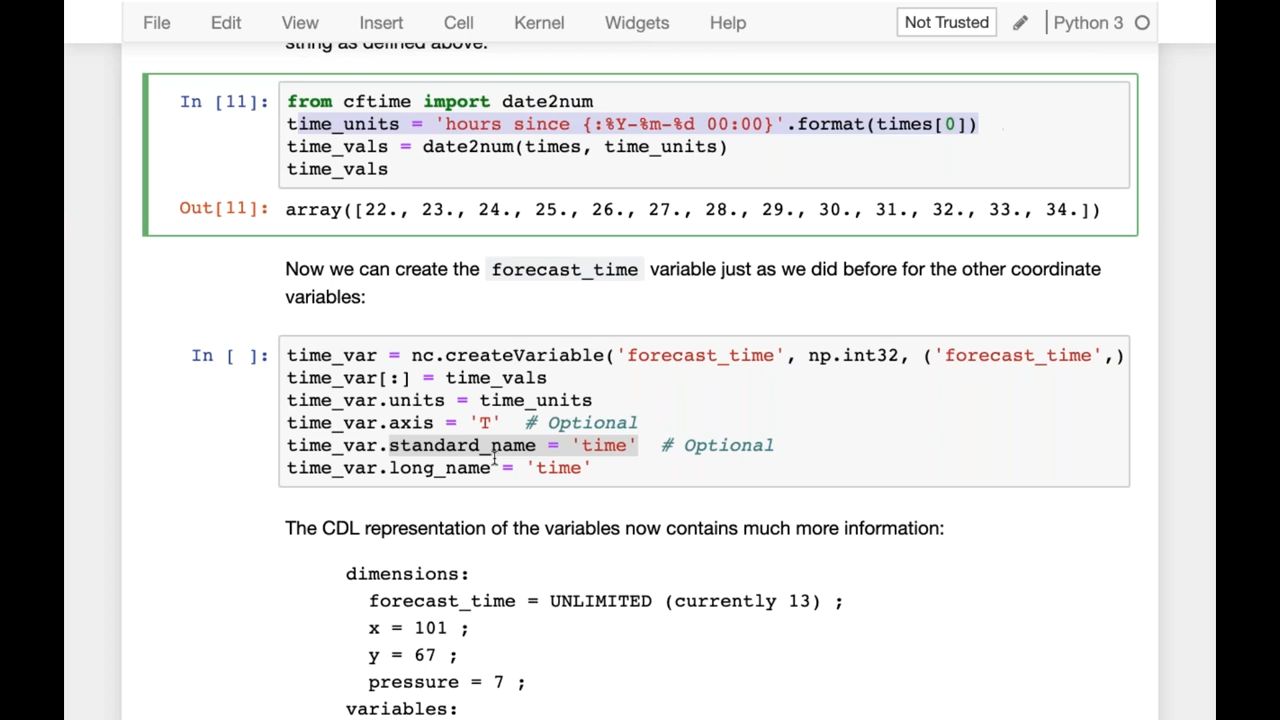 File Edit View Insert Cell Kernel Widgets Help Not Trusted Python 3
string as defined above.
In [11]: from cftime import date2num
time_units = 'hours since {:%Y-%m-%d 00:00}'.format(times[0])
time_vals = date2num(times, time_units)
time_vals
Out[11]: array([22., 23., 24., 25., 26., 27., 28., 29., 30., 31., 32., 33., 34.])
Now we can create the forecast_time variable just as we did before for the other coordinate
variables:
In [ ]: time_var = nc.createVariable('forecast_time', np.int32, ('forecast_time',)
time_var[:] = time_vals
time_var.units = time_units
time_var.axis = 'T' # Optional
time_var.standard_name = 'time' # Optional
time_var.long_name = 'time'
The CDL representation of the variables now contains much more information:
dimensions:
forecast_time = UNLIMITED (currently 13) ;
x = 101 ;
y = 67 ;
pressure = 7 ;
variables: